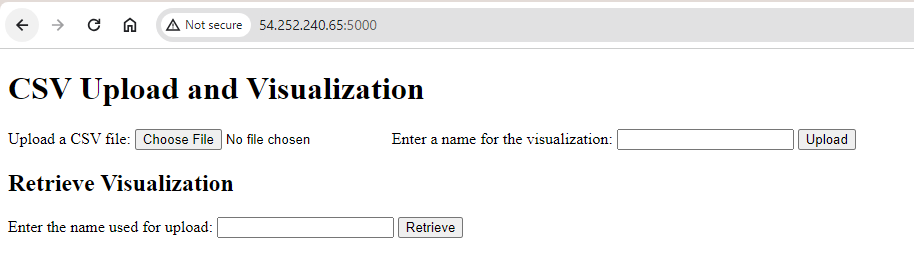 Not secure 54.252.240.65:5000
CSV Upload and Visualization
Upload a CSV file: Choose File No file chosen Enter a name for the visualization: Upload
Retrieve Visualization
Enter the name used for upload: Retrieve